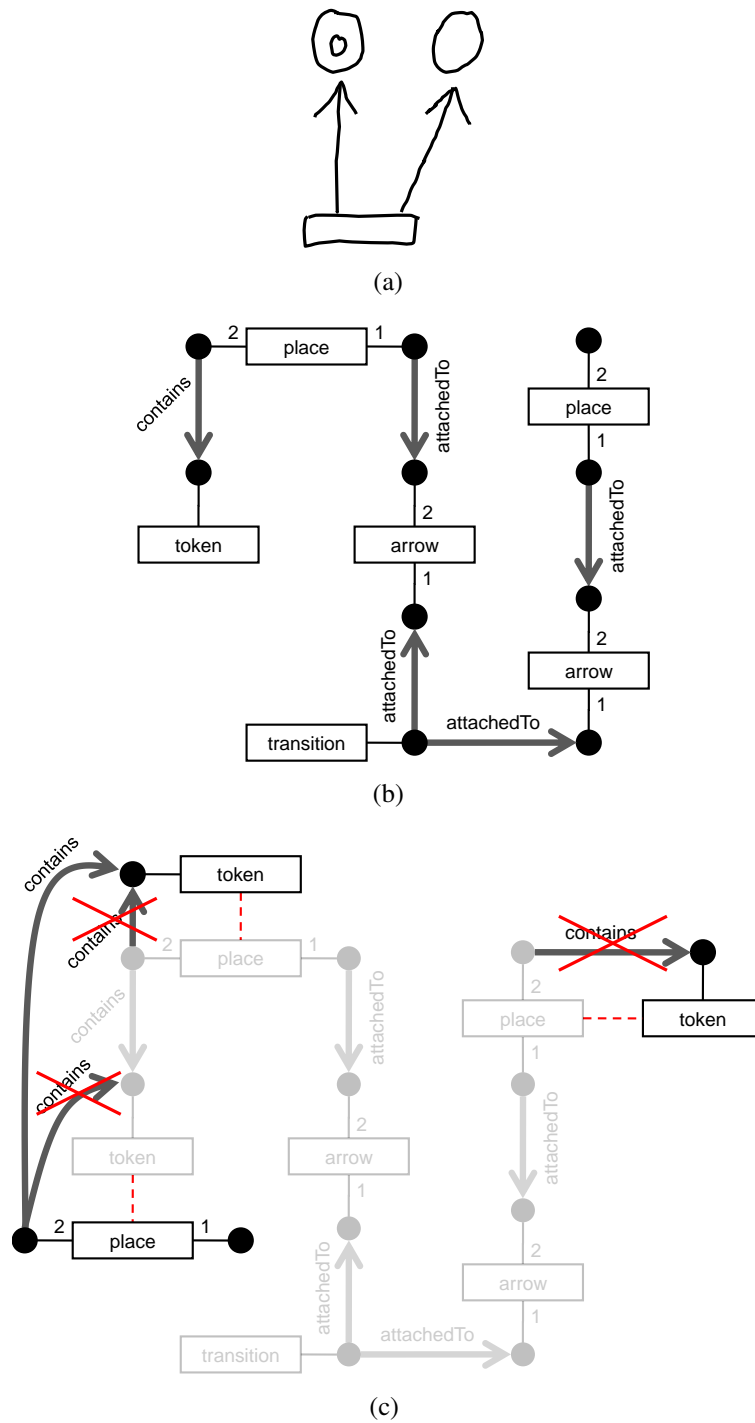 (a)
2 place 1
contains
attachedTo
2
place
1
token
2
arrow
1
attachedTo
attachedTo
2
arrow
1
transition
attachedTo
(b)
contains
token
contains
2 place 1
contains
attachedTo
contains
2
place
1
token
contains
token
2
arrow
1
attachedTo
2 place 1
attachedTo
2
arrow
1
transition
attachedTo
(c)